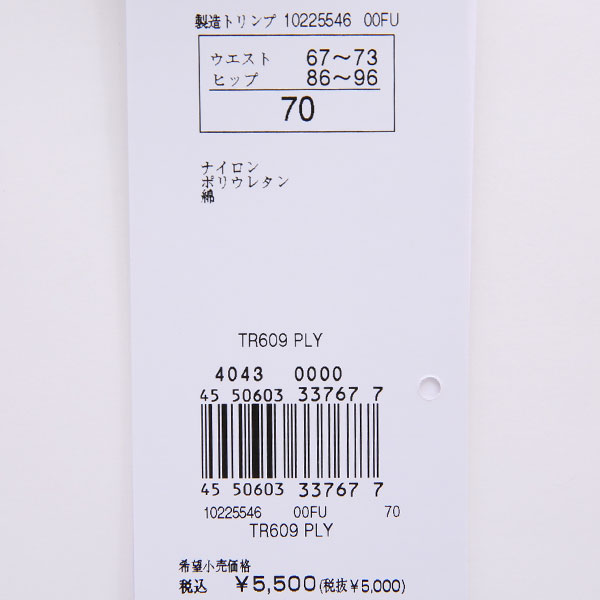 製造トリンプ 10225546 00FU
ウエスト 67～73
ヒップ 86～96
70
ナイロン
ポリウレタン
綿
TR609 PLY
4043 0000
45 50603 33767 7
45 50603 33767 7
10225546 00FU 70
TR609 PLY
希望小売価格
税込 ¥5,500(税抜¥5,000)